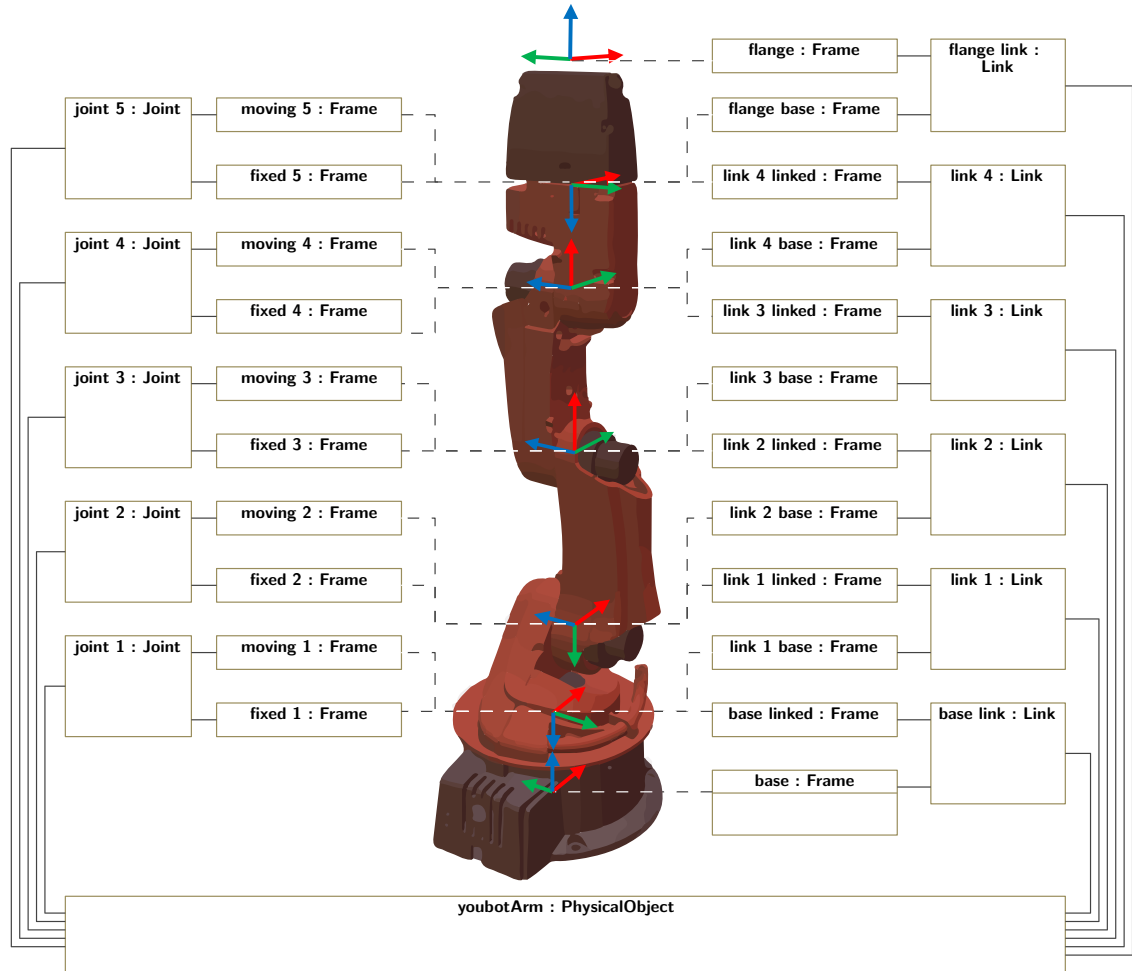 flange : Frame
flange link :
Link
joint 5 : Joint
moving 5 : Frame
flange base : Frame
fixed 5 : Frame
link 4 linked : Frame
link 4 : Link
joint 4 : Joint
moving 4 : Frame
link 4 base : Frame
fixed 4 : Frame
link 3 linked : Frame
link 3 : Link
joint 3 : Joint
moving 3 : Frame
link 3 base : Frame
fixed 3 : Frame
link 2 linked : Frame
link 2 : Link
joint 2 : Joint
moving 2 : Frame
link 2 base : Frame
fixed 2 : Frame
link 1 linked : Frame
link 1 : Link
joint 1 : Joint
moving 1 : Frame
link 1 base : Frame
fixed 1 : Frame
base linked : Frame
base link : Link
base : Frame
youbotArm : PhysicalObject